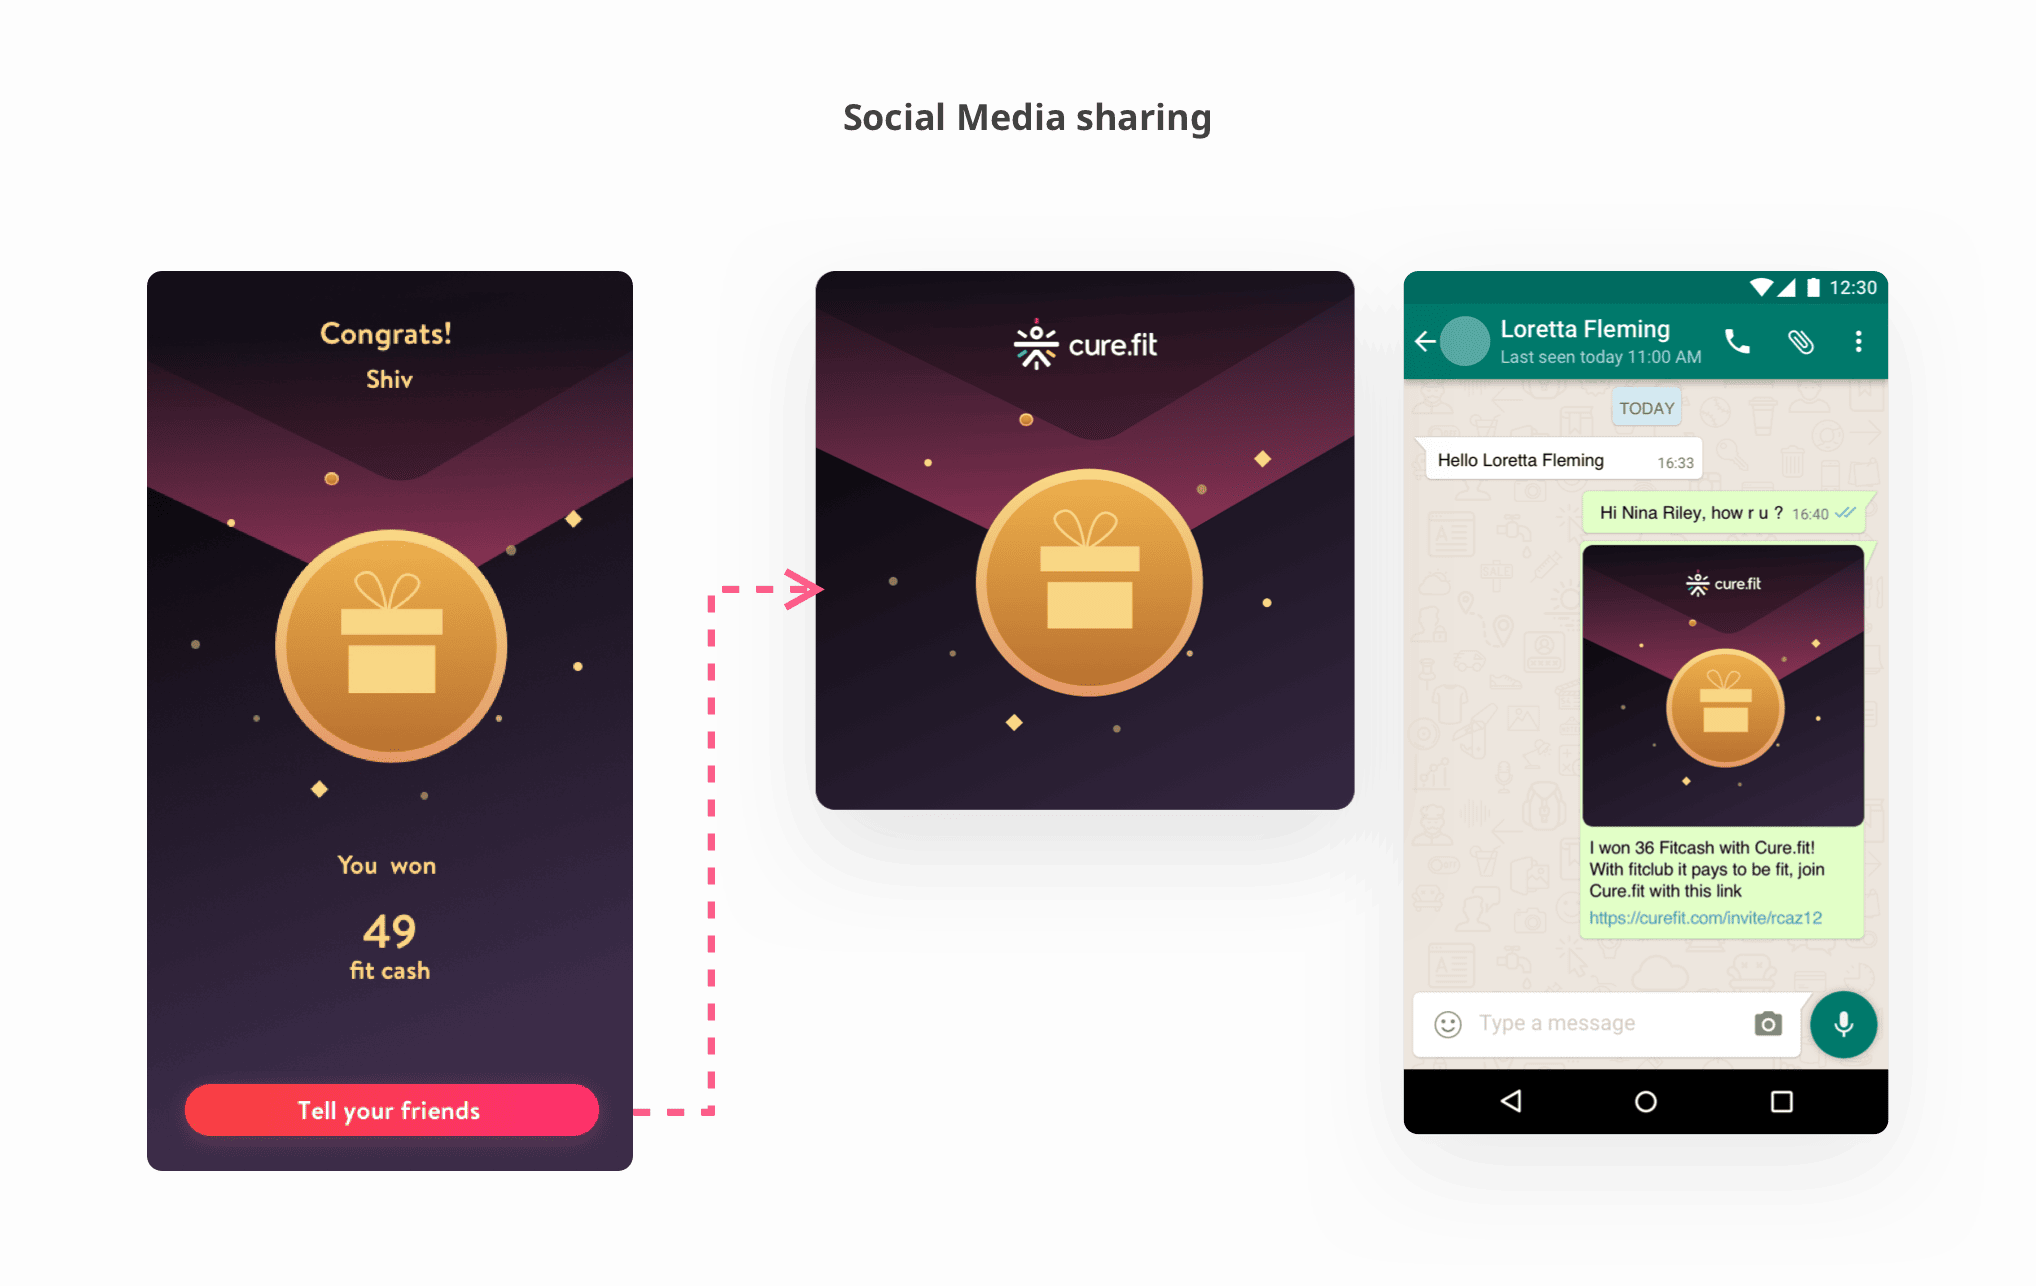 Social Media sharing
Congrats!
Shiv
You won
49
fit cash
Tell your friends
cure.fit
12:30
Loretta Fleming
Last seen today 11:00 AM
TODAY
Hello Loretta Fleming 16:33
Hi Nina Riley, how r u ? 16:40
cure.fit
I won 36 Fitcash with Cure.fit!
With fitclub it pays to be fit, join
Cure.fit with this link
https://curefit.com/invite/rcaz12
Type a message